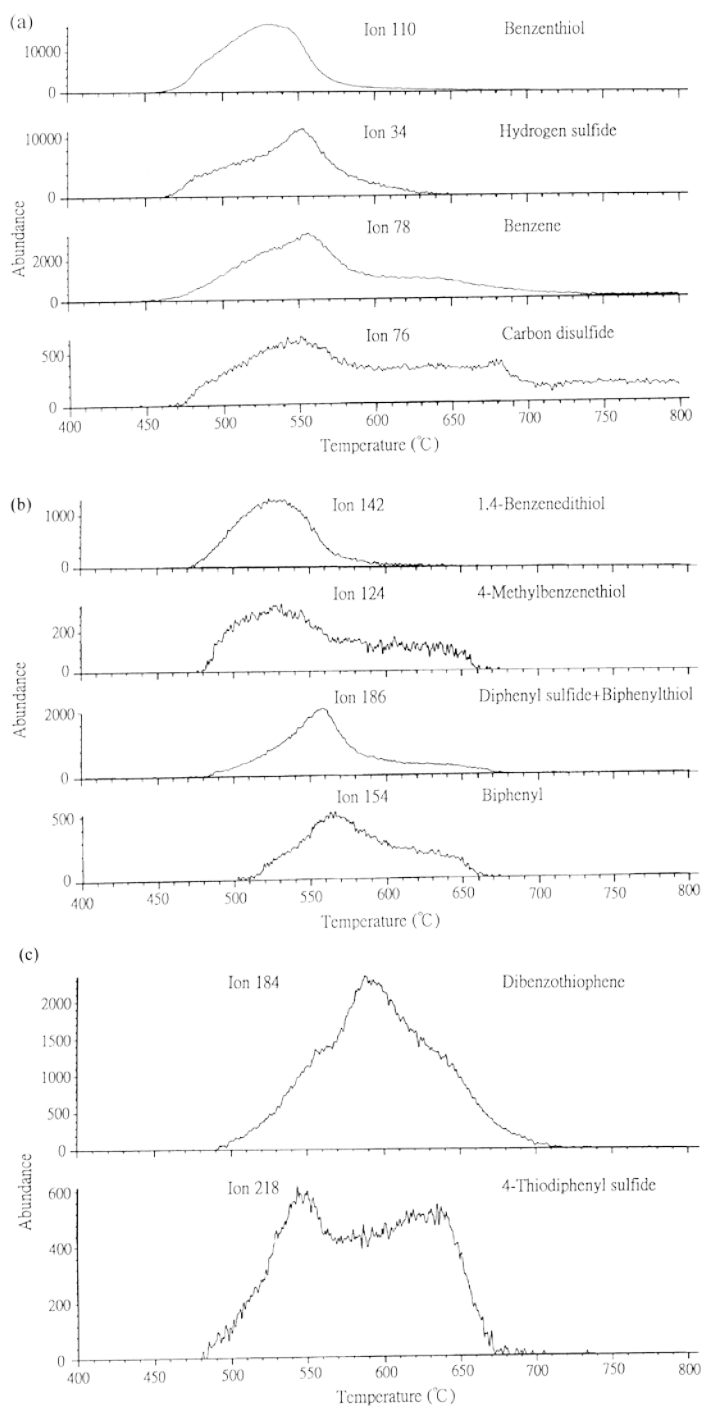 (a)
Ion 110 Benzenthiol
10000
0
Ion 34 Hydrogen sulfide
10000
0
Ion 78 Benzene
2000
0
Ion 76 Carbon disulfide
500
0
400 450 500 550 600 650 700 750 800
Abundance
Temperature (℃)
(b)
Ion 142 1.4-Benzenedithiol
1000
0
Ion 124 4-Methylbenzenethiol
200
0
Ion 186 Diphenyl sulfide+Biphenylthiol
2000
0
Ion 154 Biphenyl
500
0
400 450 500 550 600 650 700 750 800
Abundance
Temperature (℃)
(c)
Ion 184 Dibenzothiophene
2000
1500
1000
500
0
Ion 218 4-Thiodiphenyl sulfide
600
400
200
0
400 450 500 550 600 650 700 750 800
Abundance
Temperature (℃)